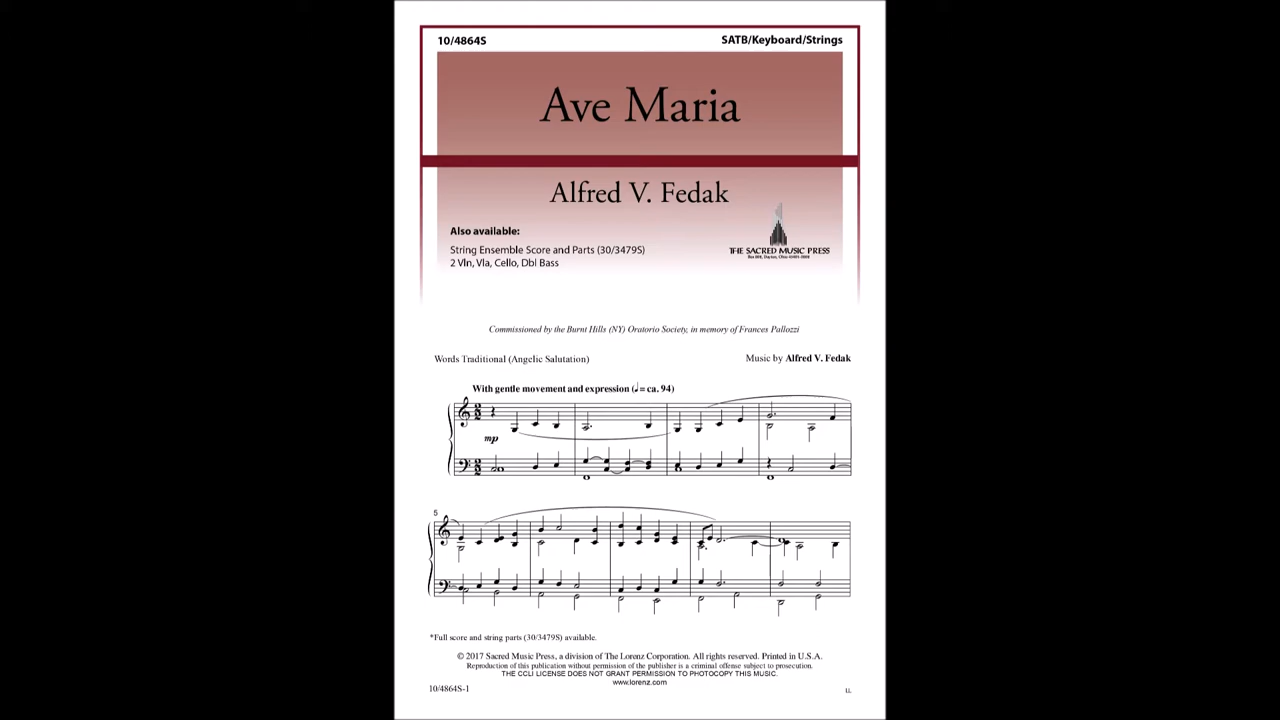 10/4864S
SATB/Keyboard/Strings
Ave Maria
Alfred V. Fedak
Also available:
String Ensemble Score and Parts (30/3479S)
2 Vln, Vla, Cello, Dbl Bass
THE SACRED MUSIC PRESS
Commissioned by the Burnt Hills (NY) Oratorio Society, in memory of Frances Pallozzi
Words Traditional (Angelic Salutation)
Music by Alfred V. Fedak
With gentle movement and expression (♩ = ca. 94)
mp
5
*Full score and string parts (30/3479S) available.
© 2017 Sacred Music Press, a division of The Lorenz Corporation. All rights reserved. Printed in U.S.A.
Reproduction of this publication without permission of the publisher is a criminal offense subject to prosecution.
THE CCLI LICENSE DOES NOT GRANT PERMISSION TO PHOTOCOPY THIS MUSIC.
www.lorenz.com
10/4864S-1